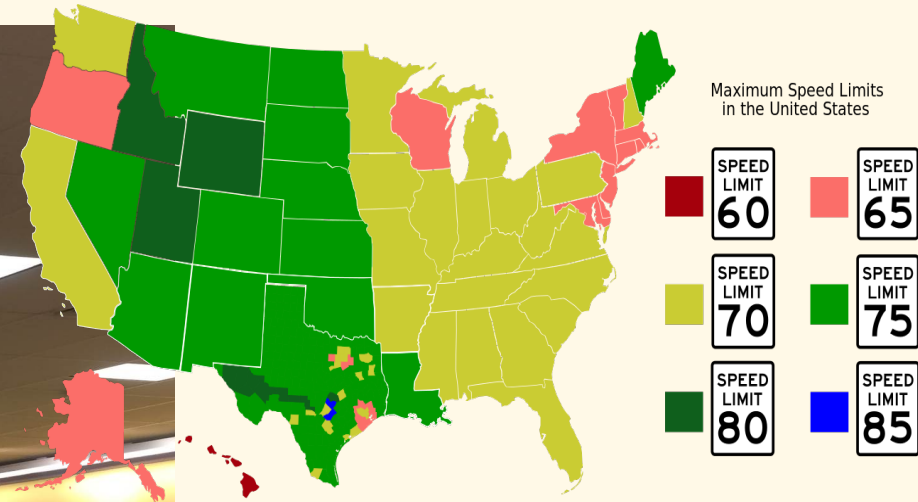 Maximum Speed Limits
in the United States
SPEED
LIMIT
60
SPEED
LIMIT
65
SPEED
LIMIT
70
SPEED
LIMIT
75
SPEED
LIMIT
80
SPEED
LIMIT
85